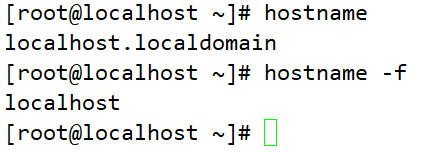 [root@localhost ~]# hostname
localhost.localdomain
[root@localhost ~]# hostname -f
localhost
[root@localhost ~]#